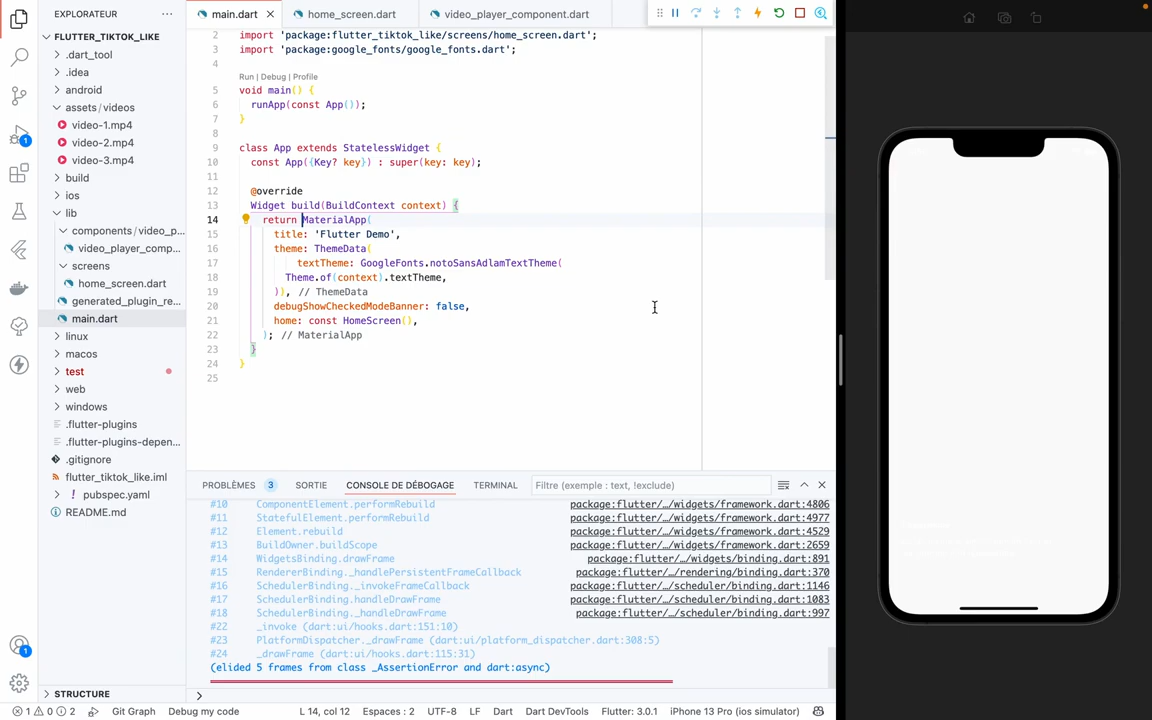 EXPLORATEUR
FLUTTER_TIKTOK_LIKE
.dart_tool
.idea
android
assets/videos
video-1.mp4
video-2.mp4
video-3.mp4
build
ios
lib
components/video_p...
video_player_comp...
screens
home_screen.dart
generated_plugin_re...
main.dart
linux
macos
test
web
windows
.flutter-plugins
.flutter-plugins-depen...
.gitignore
flutter_tiktok_like.iml
! pubspec.yaml
README.md
STRUCTURE
main.dart
home_screen.dart
video_player_component.dart
2 import 'package:flutter_tiktok_like/screens/home_screen.dart';
3 import 'package:google_fonts/google_fonts.dart';
4
Run | Debug | Profile
5 void main() {
6 runApp(const App());
7 }
8
9 class App extends StatelessWidget {
10 const App({Key? key}) : super(key: key);
11
12 @override
13 Widget build(BuildContext context) {
14 return MaterialApp(
15 title: 'Flutter Demo',
16 theme: ThemeData(
17 textTheme: GoogleFonts.notoSansAdlamTextTheme(
18 Theme.of(context).textTheme,
19 )), // ThemeData
20 debugShowCheckedModeBanner: false,
21 home: const HomeScreen(),
22 ); // MaterialApp
23 }
24 }
25
PROBLÈMES 3 SORTIE CONSOLE DE DÉBOGAGE TERMINAL Filtre (exemple : text, !exclude)
#10 ComponentElement.performRebuild package:flutter/…/widgets/framework.dart:4806
#11 StatefulElement.performRebuild package:flutter/…/widgets/framework.dart:4977
#12 Element.rebuild package:flutter/…/widgets/framework.dart:4529
#13 BuildOwner.buildScope package:flutter/…/widgets/framework.dart:2659
#14 WidgetsBinding.drawFrame package:flutter/…/widgets/binding.dart:891
#15 RendererBinding._handlePersistentFrameCallback package:flutter/…/rendering/binding.dart:370
#16 SchedulerBinding._invokeFrameCallback package:flutter/…/scheduler/binding.dart:1146
#17 SchedulerBinding.handleDrawFrame package:flutter/…/scheduler/binding.dart:1083
#18 SchedulerBinding._handleDrawFrame package:flutter/…/scheduler/binding.dart:997
#22 _invoke (dart:ui/hooks.dart:151:10)
#23 PlatformDispatcher._drawFrame (dart:ui/platform_dispatcher.dart:308:5)
#24 _drawFrame (dart:ui/hooks.dart:115:31)
(elided 5 frames from class _AssertionError and dart:async)
1 0 2 Git Graph Debug my code L 14, col 12 Espaces : 2 UTF-8 LF Dart Dart DevTools Flutter: 3.0.1 iPhone 13 Pro (ios simulator)
1
1